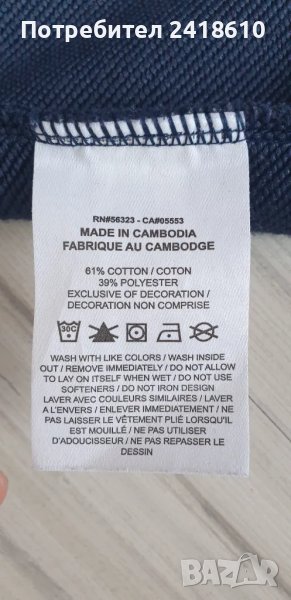 Потребител 2418610
RN#56323 - CA#05553
MADE IN CAMBODIA
FABRIQUE AU CAMBODGE
61% COTTON / COTON
39% POLYESTER
EXCLUSIVE OF DECORATION /
DECORATION NON COMPRISE
30C
WASH WITH LIKE COLORS / WASH INSIDE
OUT / REMOVE IMMEDIATELY / DO NOT ALLOW
TO LAY ON ITSELF WHEN WET / DO NOT USE
SOFTENERS / DO NOT IRON DESIGN
LAVER AVEC COULEURS SIMILAIRES / LAVER
A L'ENVERS / ENLEVER IMMEDIATEMENT / NE
PAS LAISSER LE VÊTEMENT PLIÉ LORSQU'IL
EST MOUILLÉ / NE PAS UTILISER
D'ADOUCISSEUR / NE PAS REPASSER LE
DESSIN
BAZAR